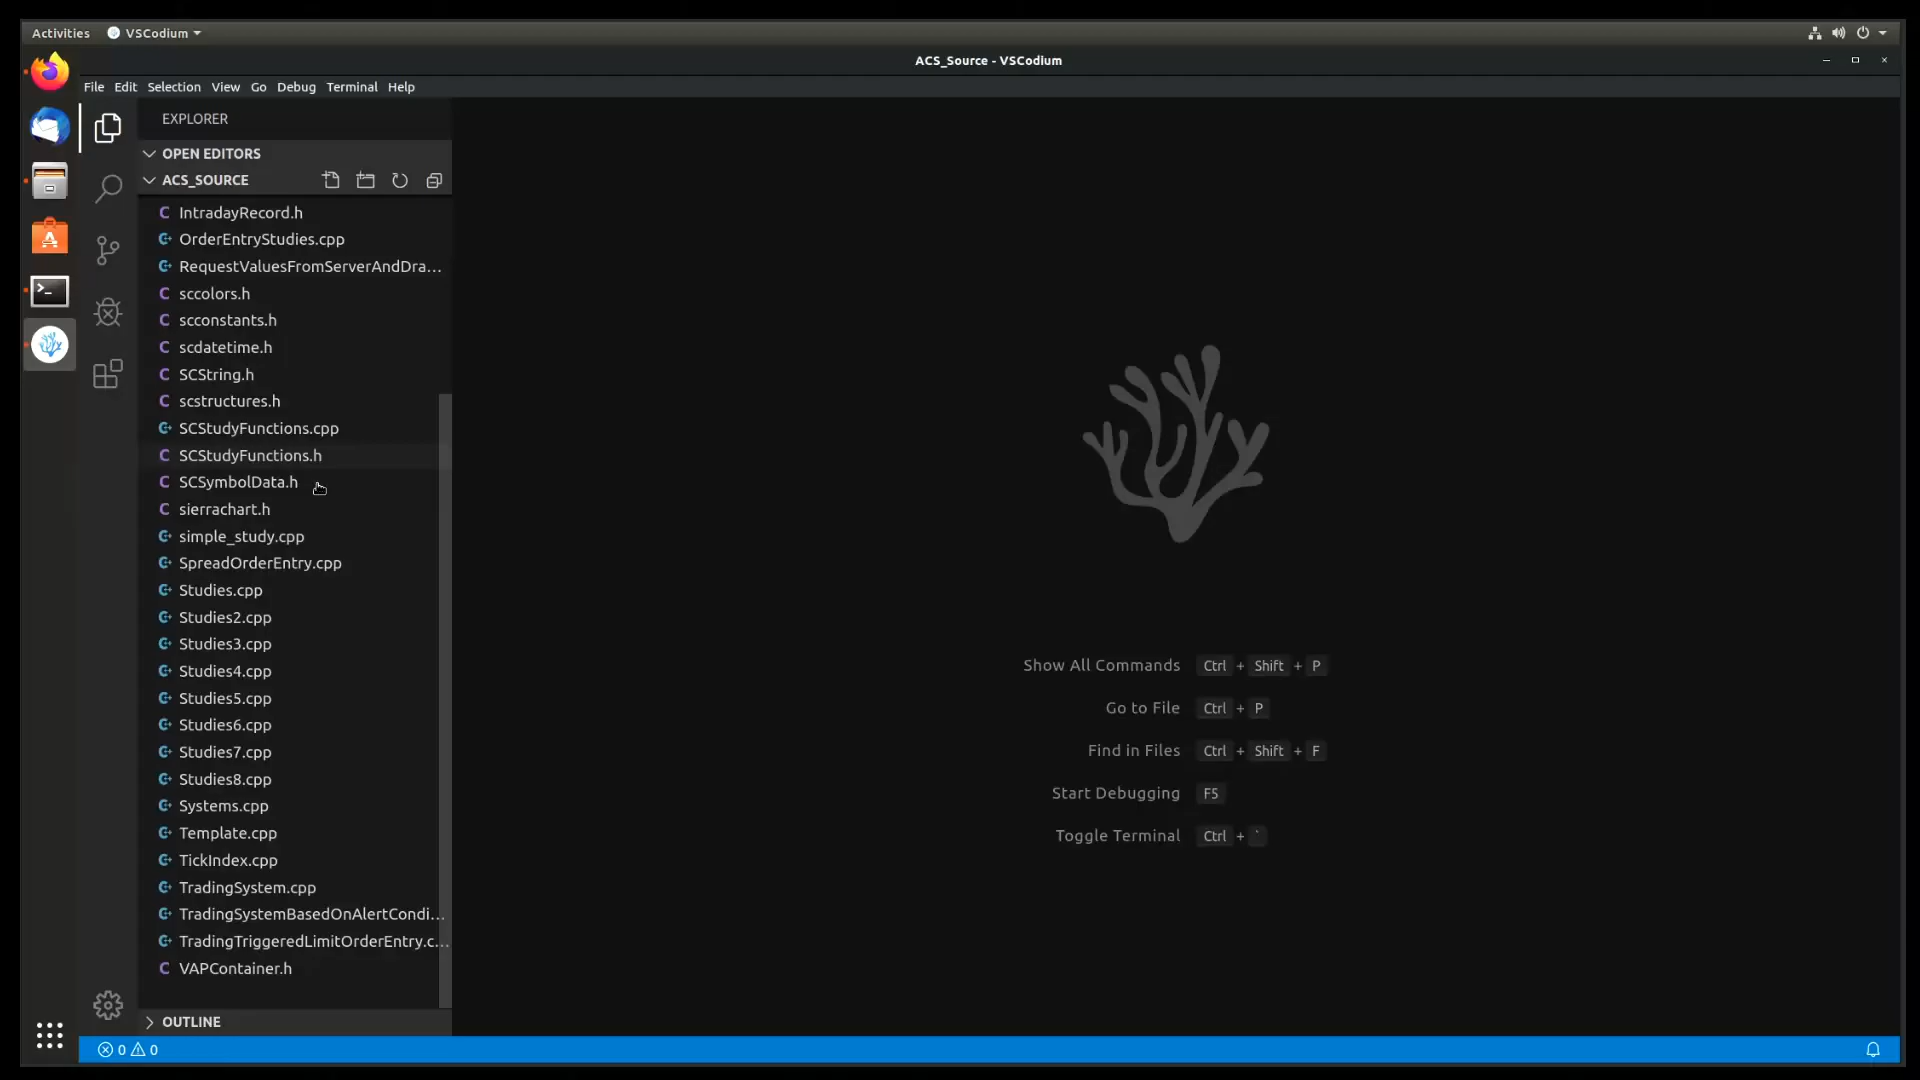 Activities VSCodium
ACS_Source - VSCodium
File Edit Selection View Go Debug Terminal Help
EXPLORER
OPEN EDITORS
ACS_SOURCE
IntradayRecord.h
OrderEntryStudies.cpp
RequestValuesFromServerAndDra...
sccolors.h
scconstants.h
scdatetime.h
SCString.h
scstructures.h
SCStudyFunctions.cpp
SCStudyFunctions.h
SCSymbolData.h
sierrachart.h
simple_study.cpp
SpreadOrderEntry.cpp
Studies.cpp
Studies2.cpp
Studies3.cpp
Studies4.cpp
Studies5.cpp
Studies6.cpp
Studies7.cpp
Studies8.cpp
Systems.cpp
Template.cpp
TickIndex.cpp
TradingSystem.cpp
TradingSystemBasedOnAlertCondi...
TradingTriggeredLimitOrderEntry.c...
VAPContainer.h
OUTLINE
Show All Commands Ctrl + Shift + P
Go to File Ctrl + P
Find in Files Ctrl + Shift + F
Start Debugging F5
Toggle Terminal Ctrl + `
0 0